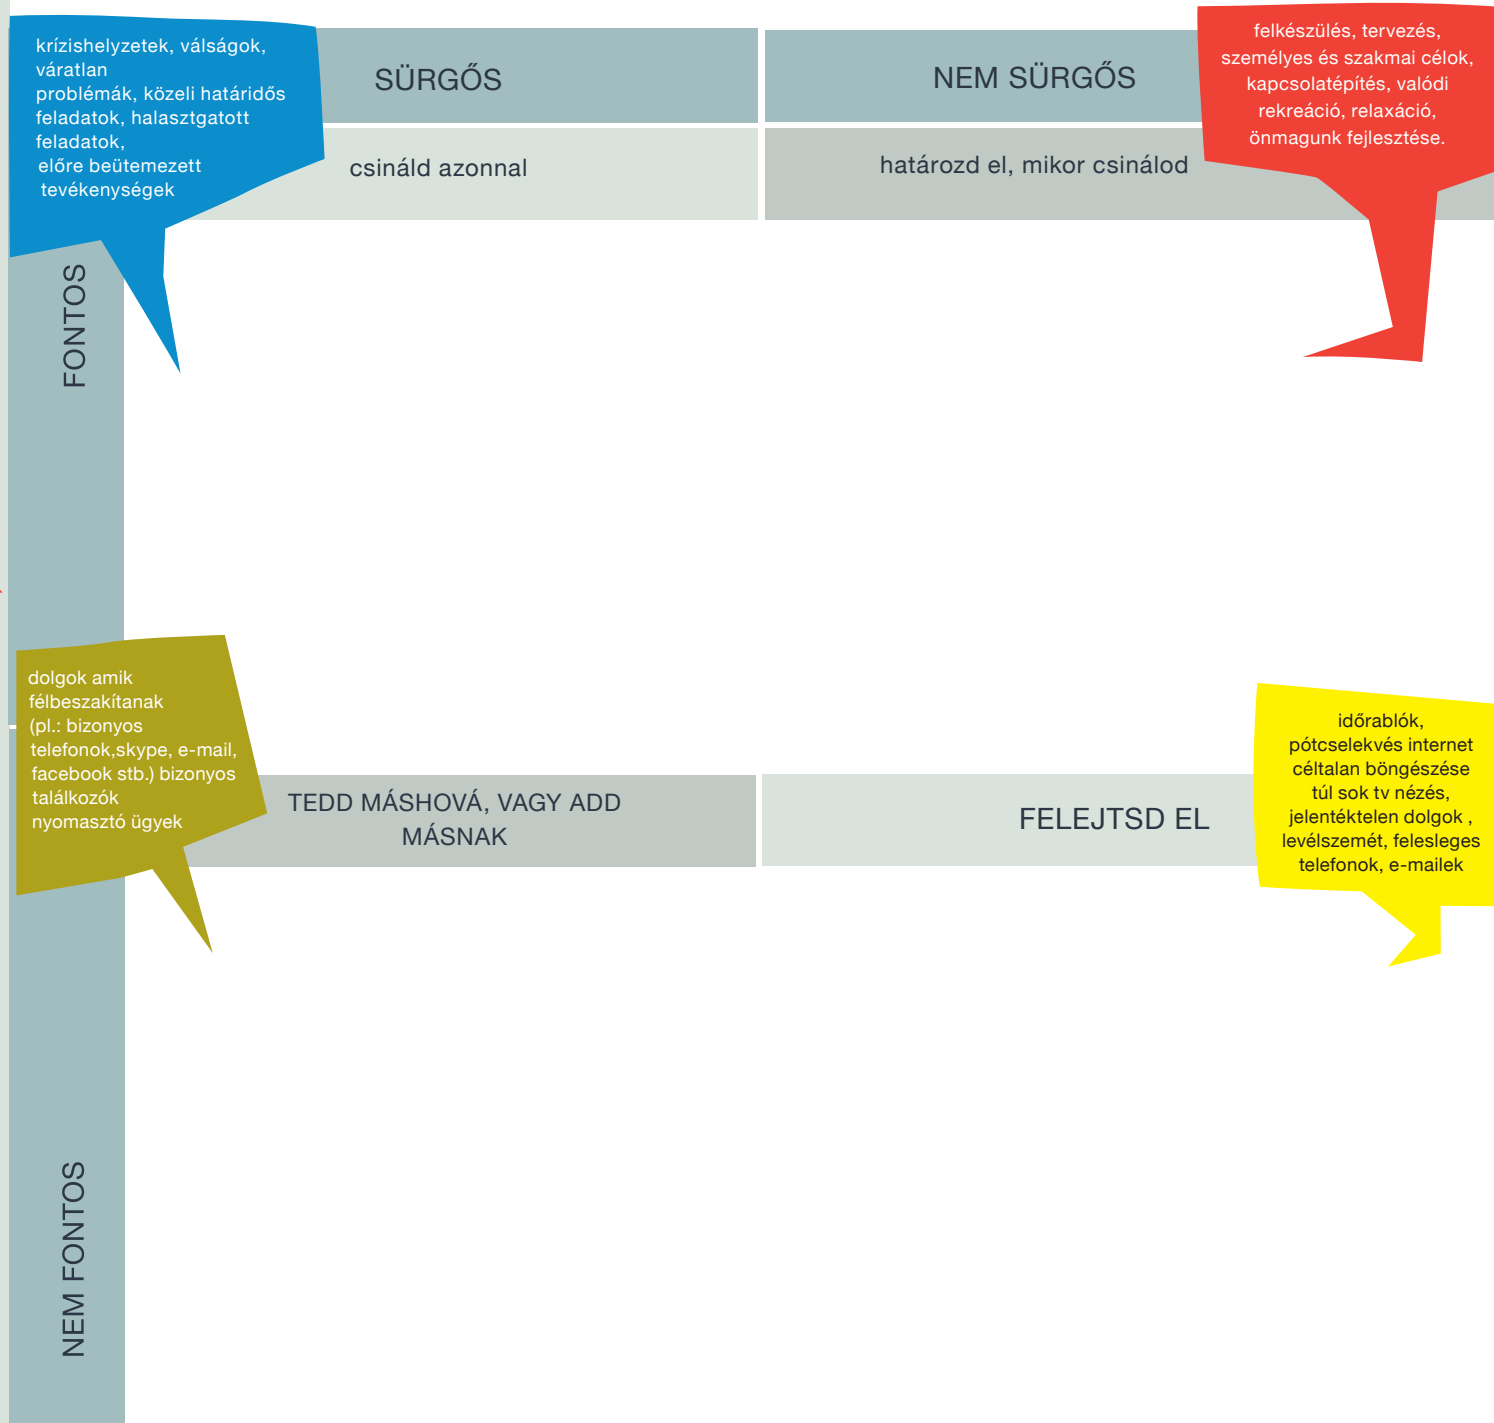 krízishelyzetek, válságok,
váratlan
problémák, közeli határidős
feladatok, halasztgatott
feladatok,
előre beütemezett
tevékenységek
SÜRGŐS
NEM SÜRGŐS
felkészülés, tervezés,
személyes és szakmai célok,
kapcsolatépítés, valódi
rekreáció, relaxáció,
önmagunk fejlesztése.
csináld azonnal
határozd el, mikor csinálod
FONTOS
dolgok amik
félbeszakítanak
(pl.: bizonyos
telefonok,skype, e-mail,
facebook stb.) bizonyos
találkozók
nyomasztó ügyek
TEDD MÁSHOVÁ, VAGY ADD
MÁSNAK
FELEJTSD EL
időrablók,
pótcselekvés internet
céltalan böngészése
túl sok tv nézés,
jelentéktelen dolgok ,
levélszemét, felesleges
telefonok, e-mailek
NEM FONTOS